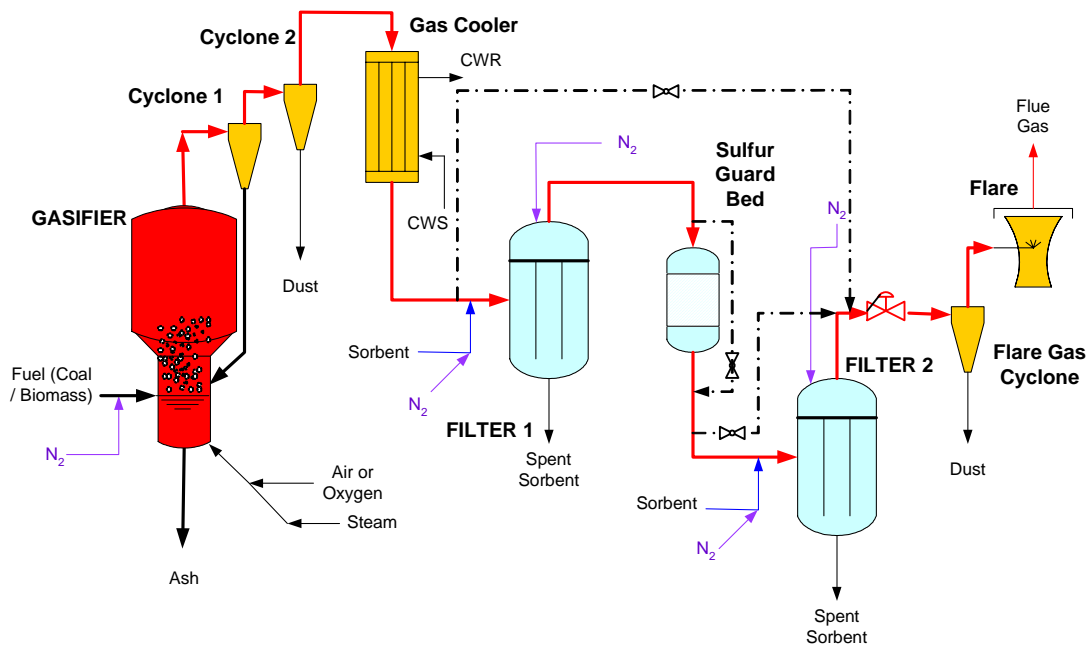 Gas Cooler
Cyclone 2
CWR
Cyclone 1
Flue
Gas
N2
Sulfur
Guard
Bed
Flare
GASIFIER
CWS
N2
Dust
Sorbent
Fuel (Coal
/ Biomass)
FILTER 2
Flare Gas
Cyclone
N2
FILTER 1
N2
Spent
Sorbent
Air or
Oxygen
Dust
Sorbent
Steam
N2
Ash
Spent
Sorbent